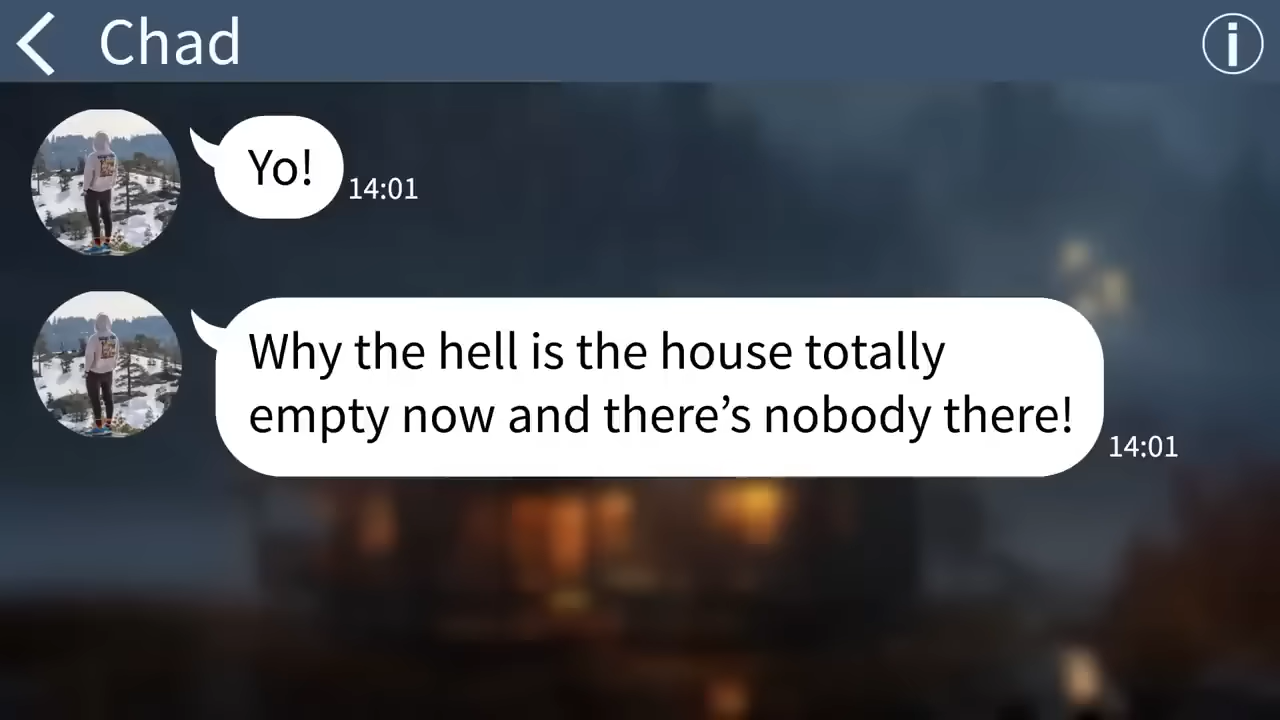 Chad
Yo!
14:01
Why the hell is the house totally
empty now and there’s nobody there!
14:01